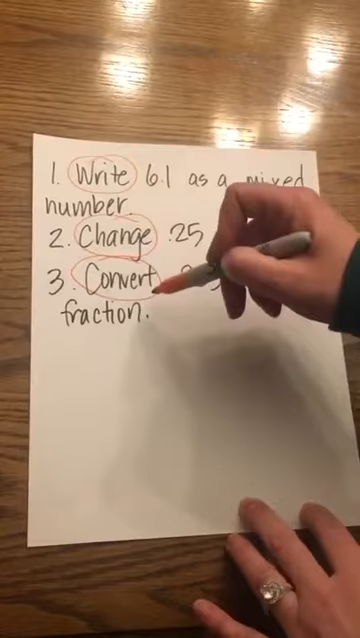 1. Write 6.1 as a mixed
number.
2. Change .25
3. Convert
fraction.